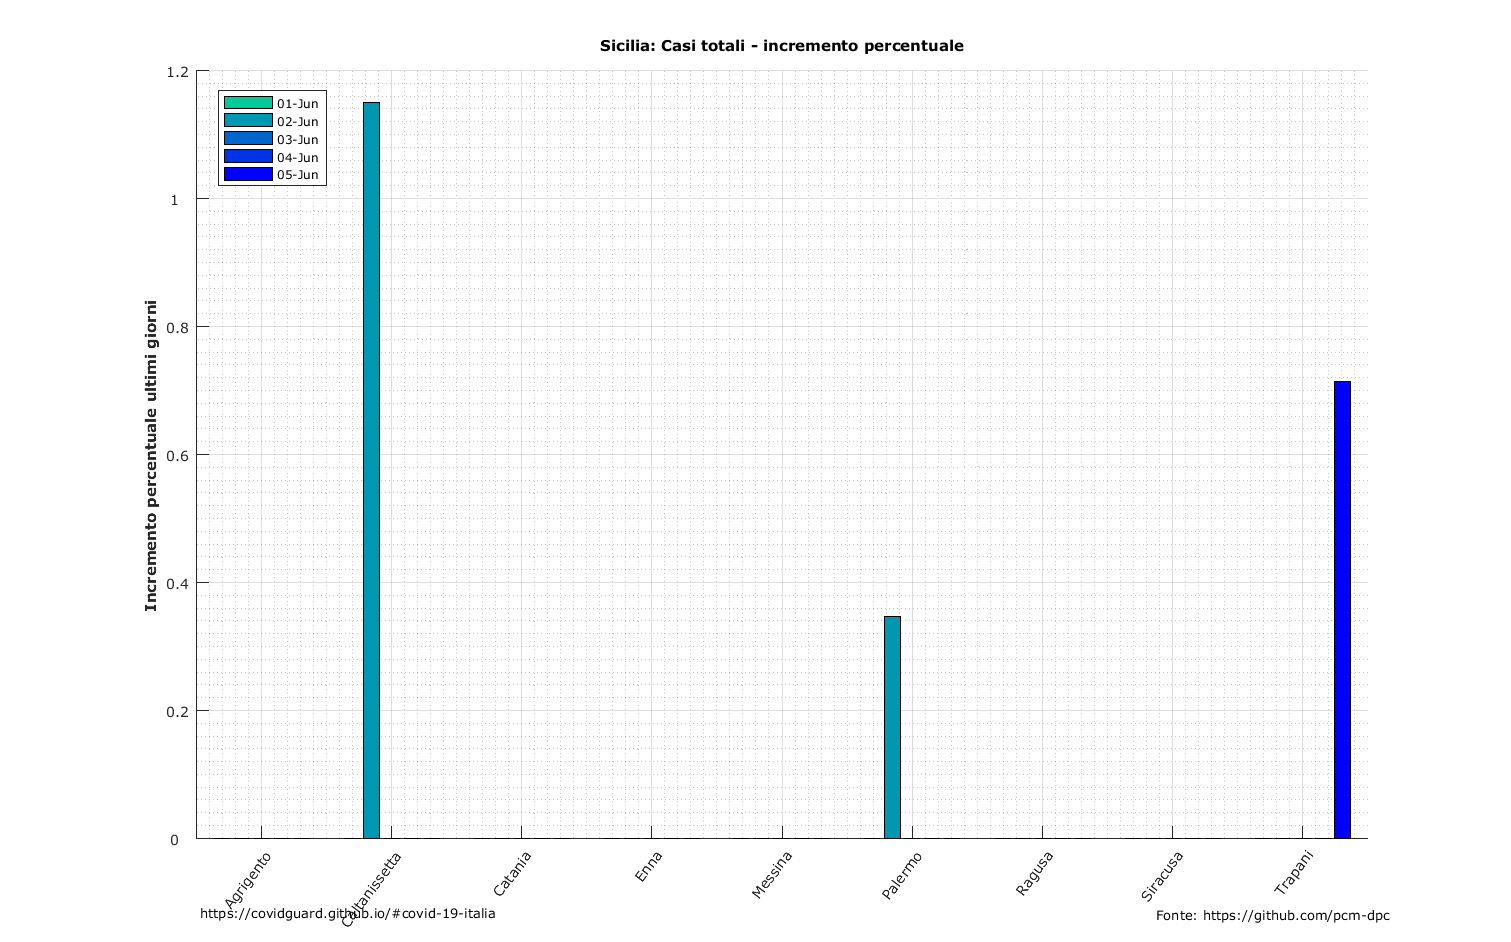 Sicilia: Casi totali - incremento percentuale
1.2
1
0.8
0.6
0.4
0.2
0
Incremento percentuale ultimi giorni
01-Jun
02-Jun
03-Jun
04-Jun
05-Jun
Agrigento
Caltanissetta
Catania
Enna
Messina
Palermo
Ragusa
Siracusa
Trapani
https://covidguard.github.io/#covid-19-italia
Fonte: https://github.com/pcm-dpc